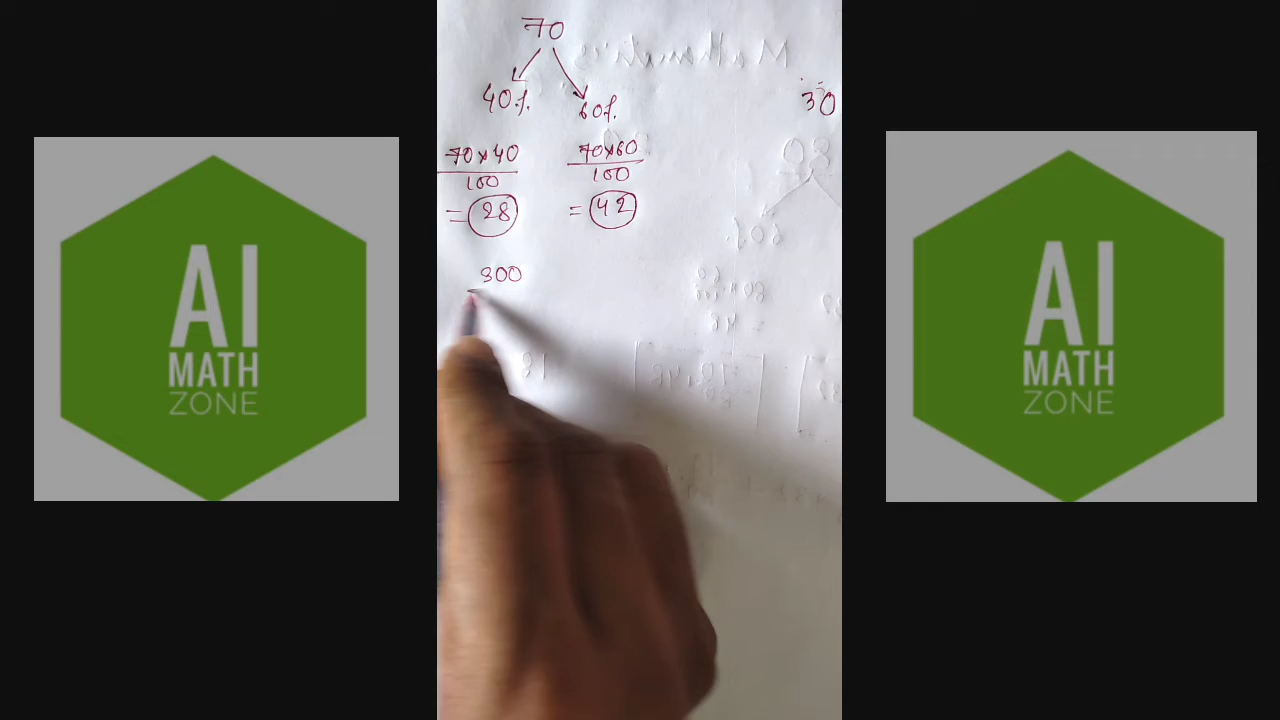 AI
MATH
ZONE
70
40% 60%
70×40 70×60
100 100
= 28 = 42
300
30
AI
MATH
ZONE